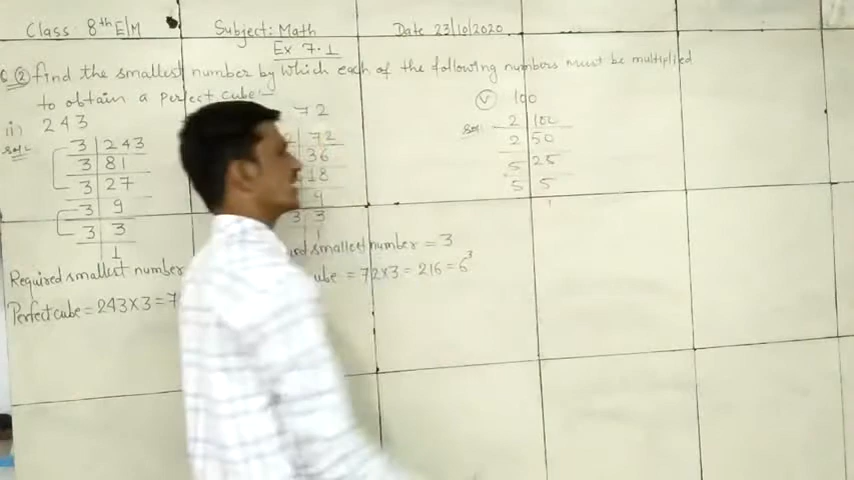 Class: 8th E/M Subject: Math Date 23/10/2020
Ex 7.1
Q ② find the smallest number by which each of the following numbers must be multiplied
to obtain a perfect cube:-
ii) 243
Sol:
3 | 243
3 | 81
3 | 27
3 | 9
3 | 3
1
Required smallest number
Perfect cube = 243×3=7
72
2 | 72
36
18
9
3 | 3
1
smallest number = 3
ube = 72×3 = 216 = 6³
(v) 100
Sol:
2 | 100
2 | 50
5 | 25
5 | 5
1